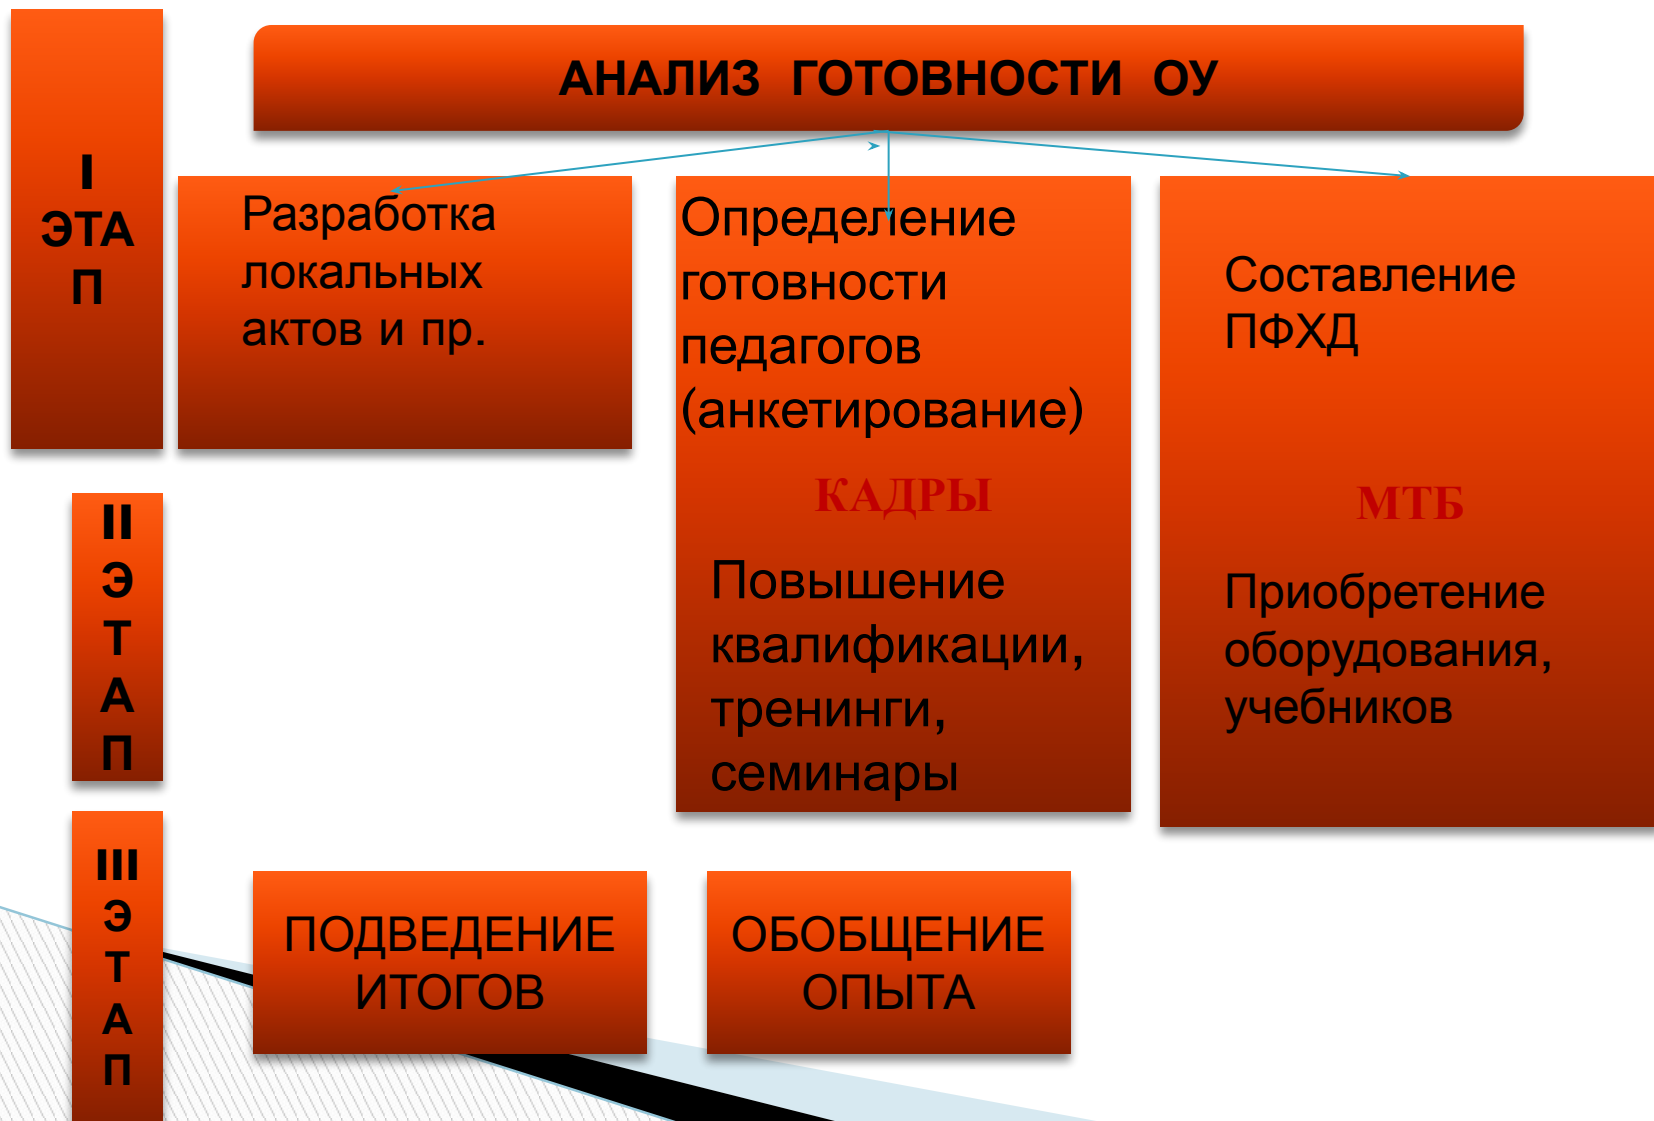 I
ЭТА
П
АНАЛИЗ ГОТОВНОСТИ ОУ
Разработка
локальных
актов и пр.
Определение
готовности
педагогов
(анкетирование)
КАДРЫ
Повышение
квалификации,
тренинги,
семинары
Составление
ПФХД
МТБ
Приобретение
оборудования,
учебников
II
Э
Т
А
П
III
Э
Т
А
П
ПОДВЕДЕНИЕ
ИТОГОВ
ОБОБЩЕНИЕ
ОПЫТА